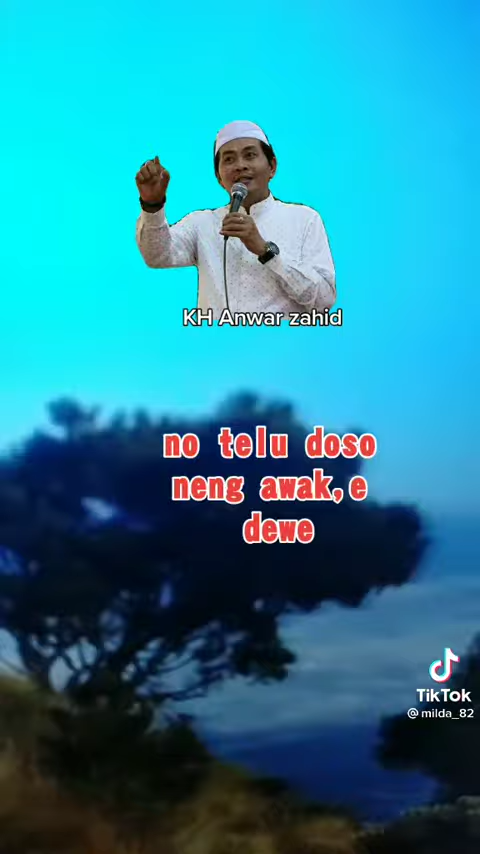 KH Anwar zahid
no telu doso
neng awak,e
dewe
TikTok
@milda_82